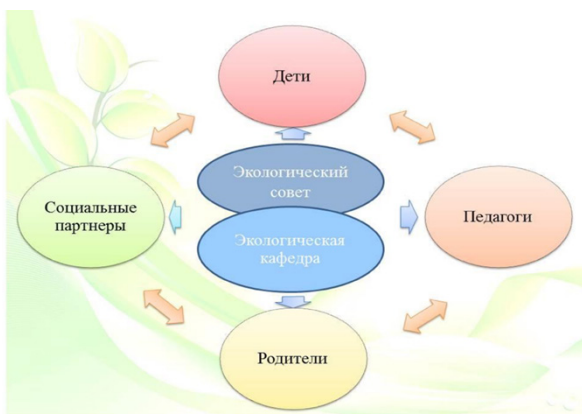 Дети
Экологический
совет
Социальные
партнеры
Педагоги
Экологическая
кафедра
Родители